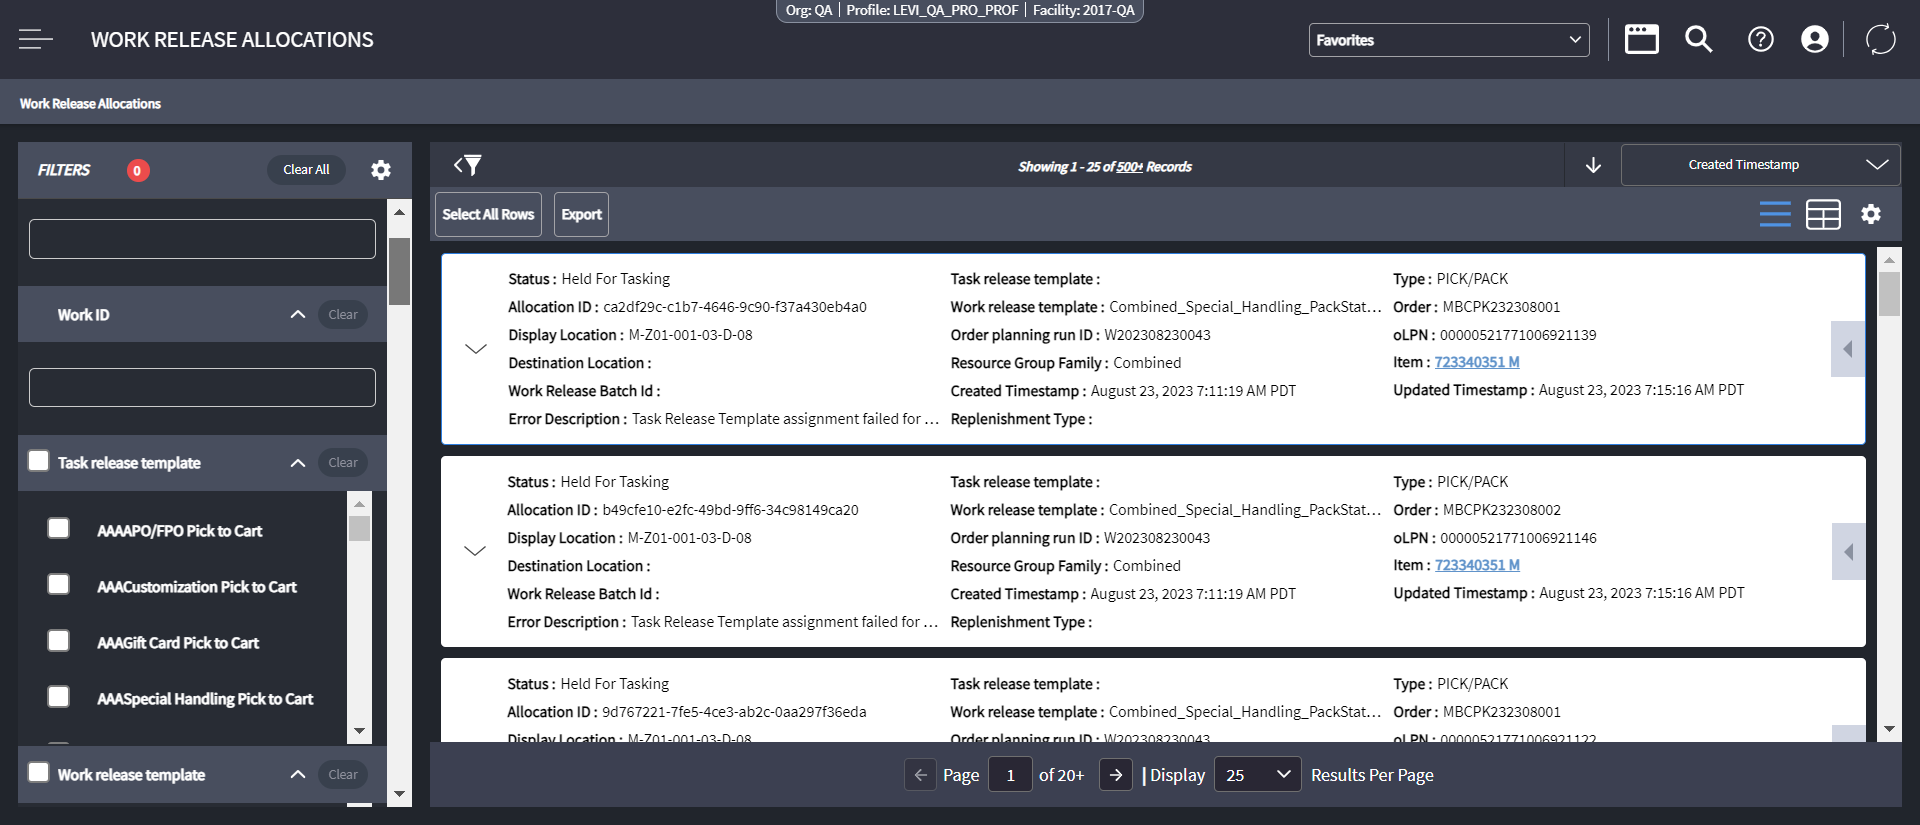 Org: QA | Profile: LEVI_QA_PRO_PROF | Facility: 2017-QA
WORK RELEASE ALLOCATIONS
Favorites
Work Release Allocations
FILTERS
0
Clear All
Showing 1 - 25 of 500+ Records
Created Timestamp
Select All Rows
Export
Work ID
Clear
Task release template
Clear
AAAAPO/FPO Pick to Cart
AAACustomization Pick to Cart
AAAGift Card Pick to Cart
AAASpecial Handling Pick to Cart
Work release template
Clear
Status : Held For Tasking
Allocation ID : ca2df29c-c1b7-4646-9c90-f37a430eb4a0
Display Location : M-Z01-001-03-D-08
Destination Location :
Work Release Batch Id :
Error Description : Task Release Template assignment failed for ...
Task release template :
Work release template : Combined_Special_Handling_PackStat...
Order planning run ID : W202308230043
Resource Group Family : Combined
Created Timestamp : August 23, 2023 7:11:19 AM PDT
Replenishment Type :
Type : PICK/PACK
Order : MBCPK232308001
oLPN : 00000521771006921139
Item : 723340351 M
Updated Timestamp : August 23, 2023 7:15:16 AM PDT
Status : Held For Tasking
Allocation ID : b49cfe10-e2fc-49bd-9ff6-34c98149ca20
Display Location : M-Z01-001-03-D-08
Destination Location :
Work Release Batch Id :
Error Description : Task Release Template assignment failed for ...
Task release template :
Work release template : Combined_Special_Handling_PackStat...
Order planning run ID : W202308230043
Resource Group Family : Combined
Created Timestamp : August 23, 2023 7:11:19 AM PDT
Replenishment Type :
Type : PICK/PACK
Order : MBCPK232308002
oLPN : 00000521771006921146
Item : 723340351 M
Updated Timestamp : August 23, 2023 7:15:16 AM PDT
Status : Held For Tasking
Allocation ID : 9d767221-7fe5-4ce3-ab2c-0aa297f36eda
Display Location : M-Z01-001-03-D-08
Task release template :
Work release template : Combined_Special_Handling_PackStat...
Order planning run ID : W202308230043
Type : PICK/PACK
Order : MBCPK232308001
oLPN : 00000521771006921122
Page 1 of 20+ | Display 25 Results Per Page